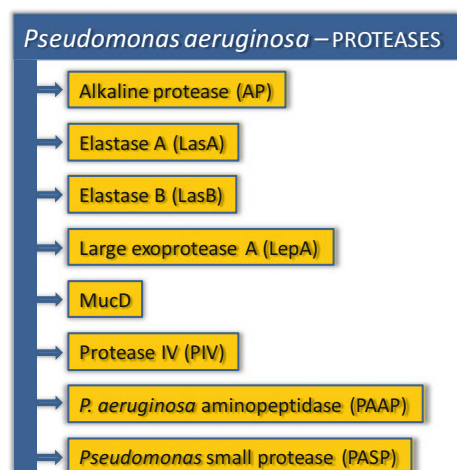 Pseudomonas aeruginosa – PROTEASES
Alkaline protease (AP)
Elastase A (LasA)
Elastase B (LasB)
Large exoprotease A (LepA)
MucD
Protease IV (PIV)
P. aeruginosa aminopeptidase (PAAP)
Pseudomonas small protease (PASP)